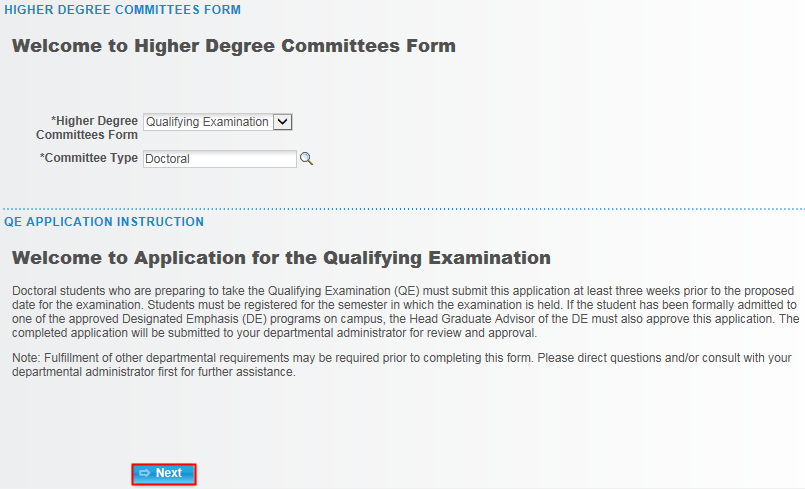 HIGHER DEGREE COMMITTEES FORM
Welcome to Higher Degree Committees Form
*Higher Degree Committees Form Qualifying Examination
*Committee Type Doctoral
QE APPLICATION INSTRUCTION
Welcome to Application for the Qualifying Examination
Doctoral students who are preparing to take the Qualifying Examination (QE) must submit this application at least three weeks prior to the proposed
date for the examination. Students must be registered for the semester in which the examination is held. If the student has been formally admitted to
one of the approved Designated Emphasis (DE) programs on campus, the Head Graduate Advisor of the DE must also approve this application. The
completed application will be submitted to your departmental administrator for review and approval.
Note: Fulfillment of other departmental requirements may be required prior to completing this form. Please direct questions and/or consult with your
departmental administrator first for further assistance.
Next